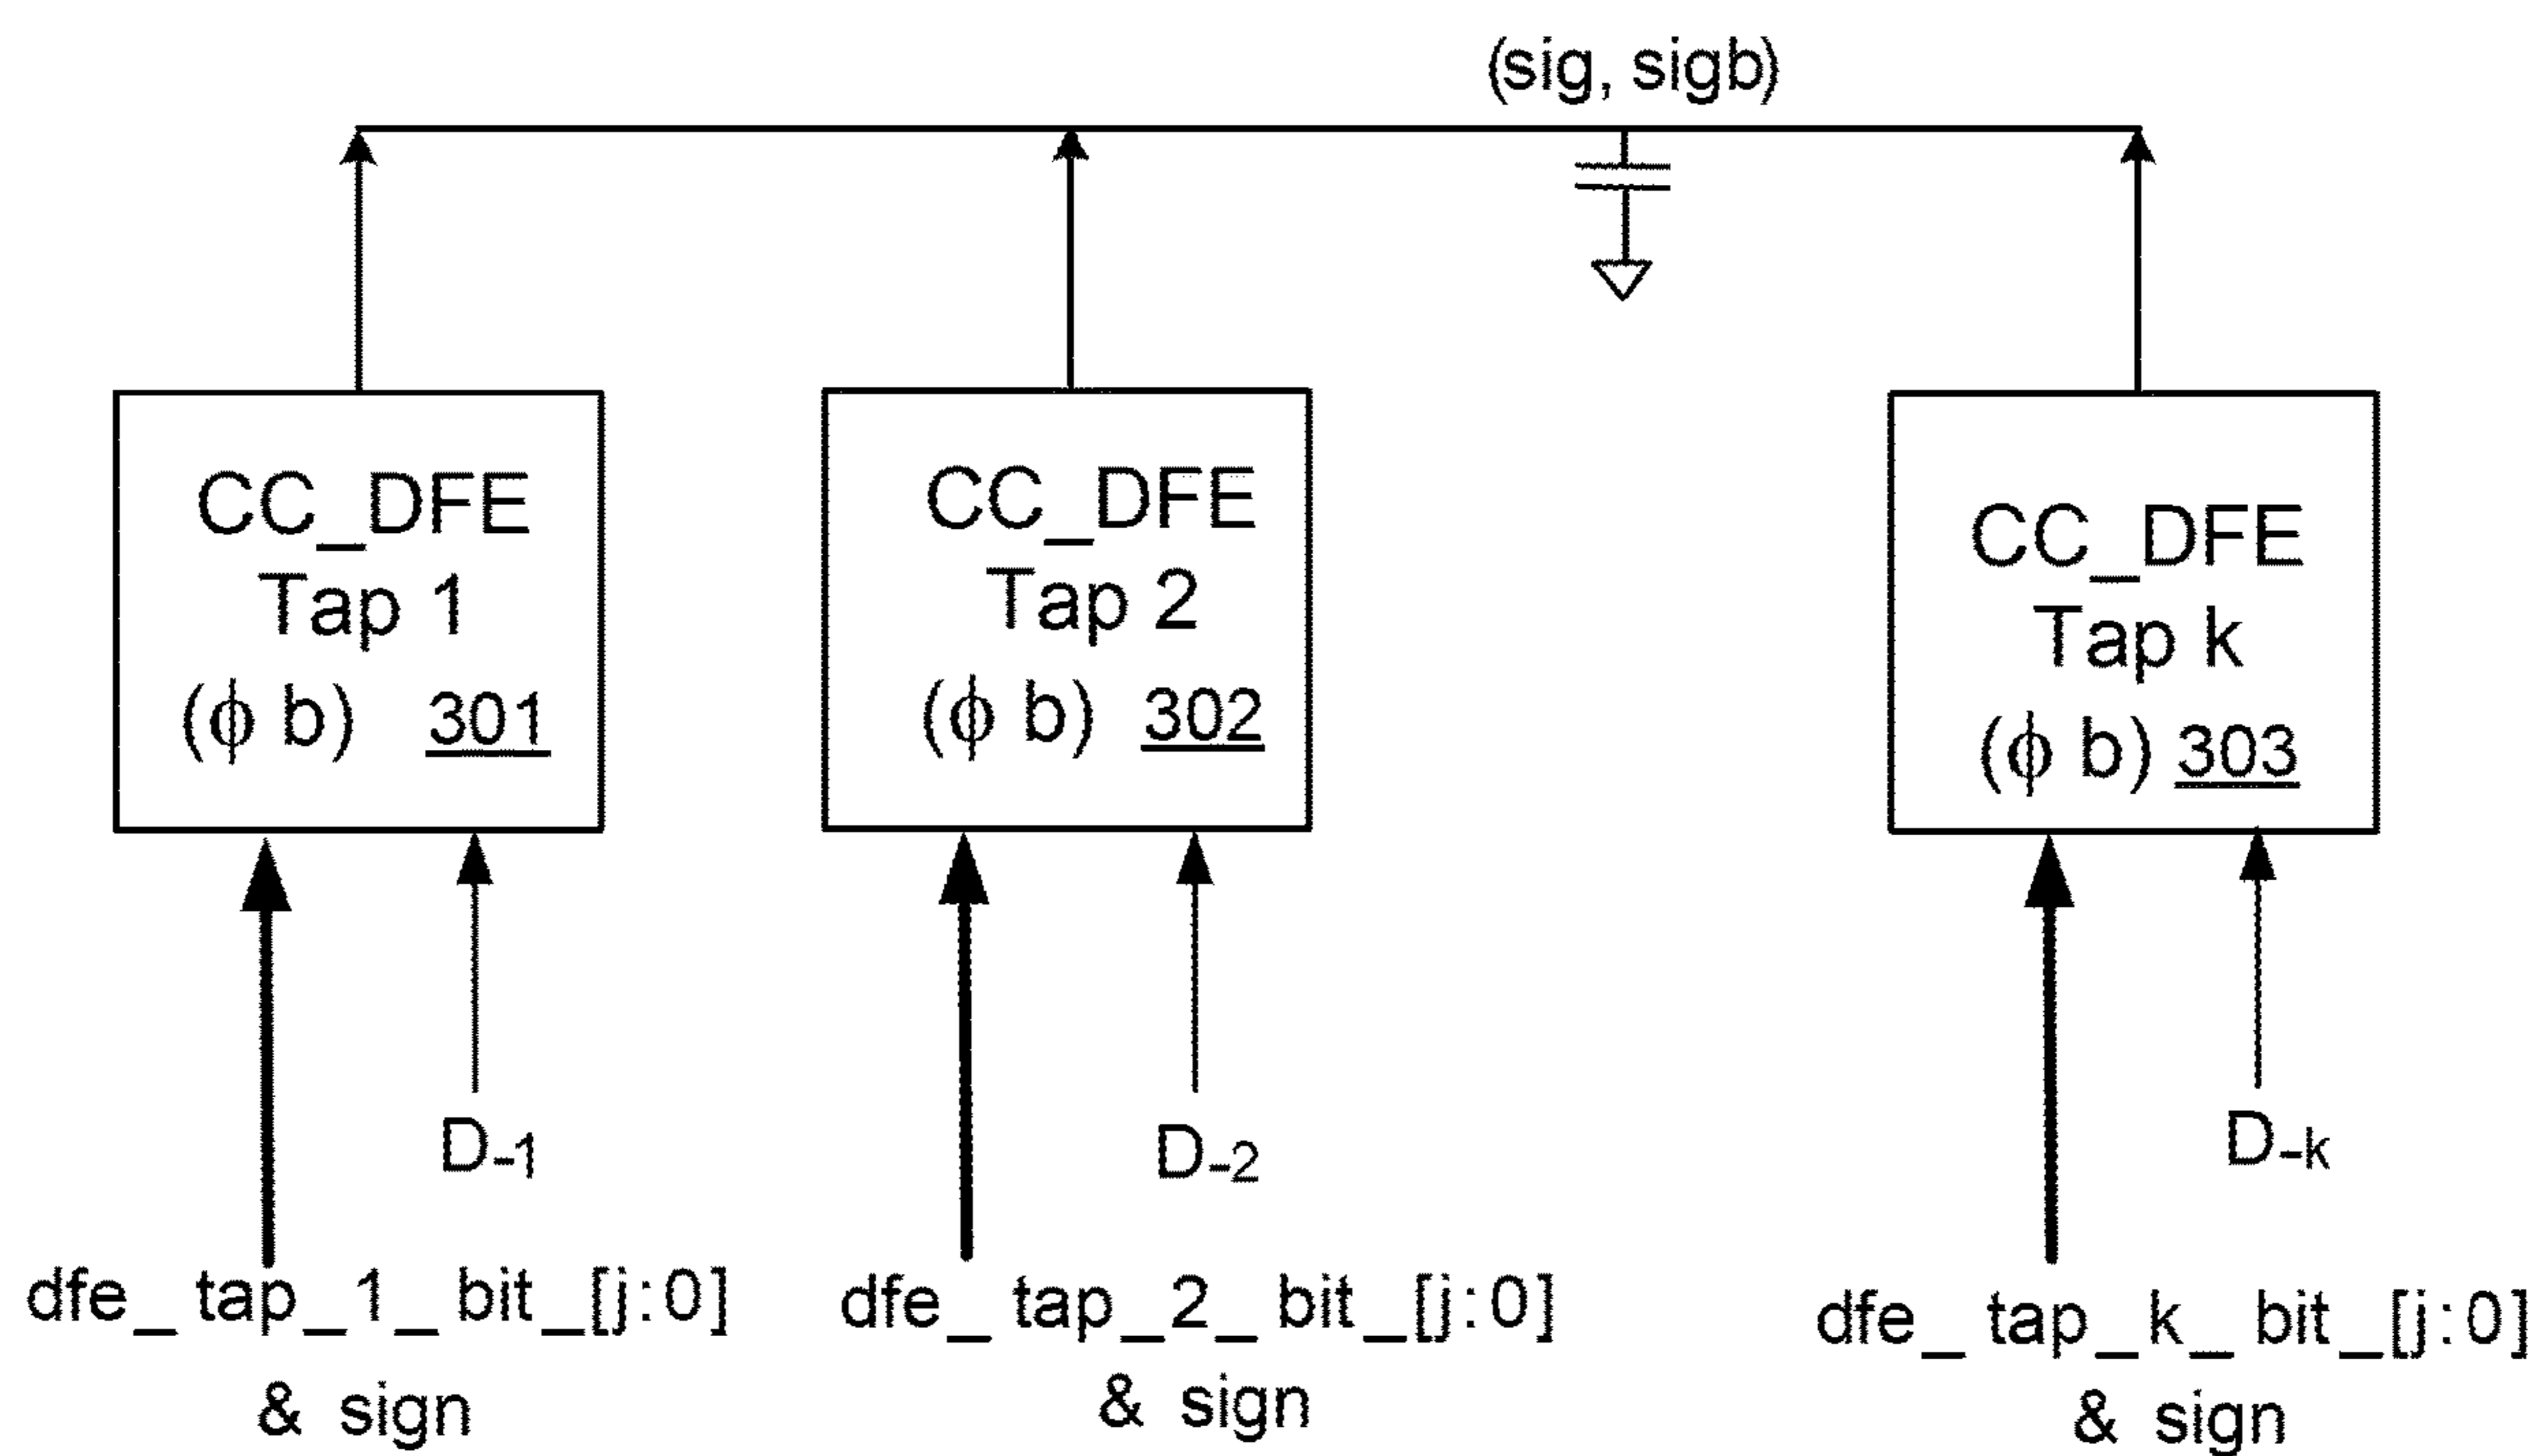 (sig, sigb)
CC_DFE
Tap 1
(ϕ b) 301
CC_DFE
Tap 2
(ϕ b) 302
CC_DFE
Tap k
(ϕ b) 303
D-1
D-2
D-k
dfe_ tap_1_ bit_[j:0]
& sign
dfe_ tap_2_ bit_[j:0]
& sign
dfe_ tap_k_ bit_[j:0]
& sign